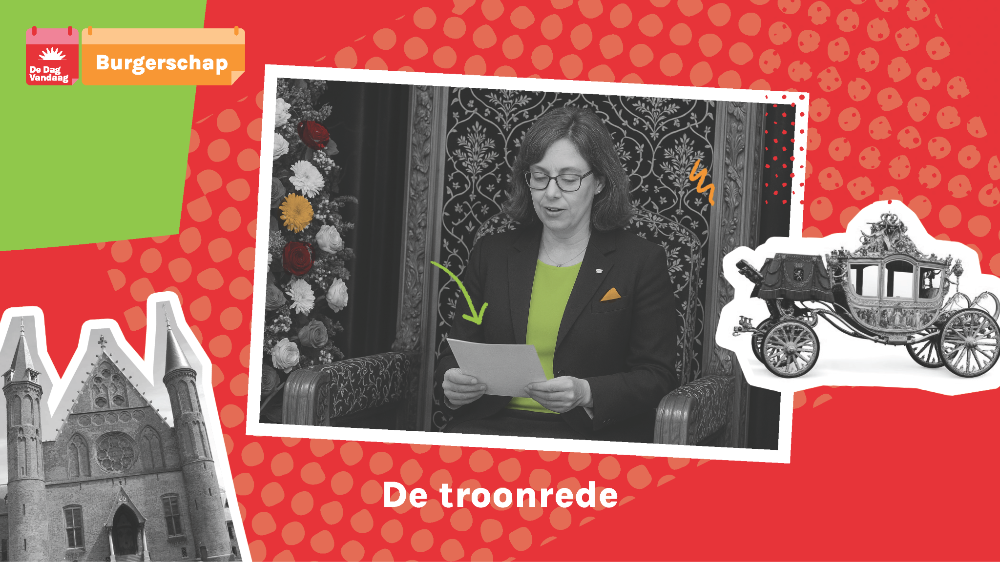 De Dag
Vandaag
Burgerschap
De troonrede